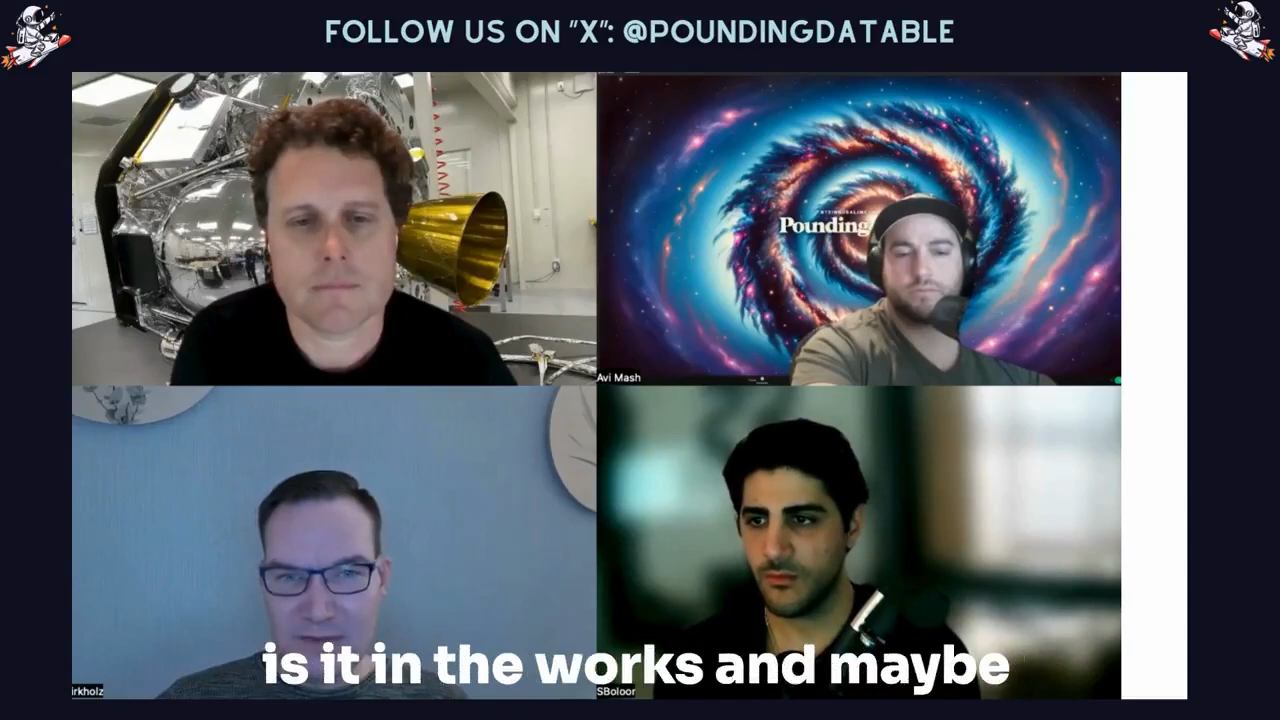 FOLLOW US ON "X": @POUNDINGDATABLE
Pounding
Avi Mash
is it in the works and maybe
irkholz
SBoloor